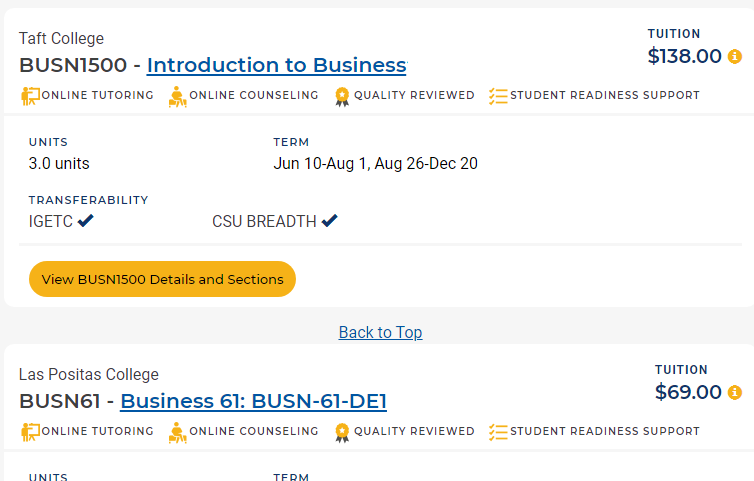 Taft College
TUITION
BUSN1500 - Introduction to Business
$138.00
ONLINE TUTORING ONLINE COUNSELING QUALITY REVIEWED STUDENT READINESS SUPPORT
UNITS TERM
3.0 units Jun 10-Aug 1, Aug 26-Dec 20
TRANSFERABILITY
IGETC CSU BREADTH
View BUSN1500 Details and Sections
Back to Top
Las Positas College
TUITION
BUSN61 - Business 61: BUSN-61-DE1
$69.00
ONLINE TUTORING ONLINE COUNSELING QUALITY REVIEWED STUDENT READINESS SUPPORT
UNITS TERM